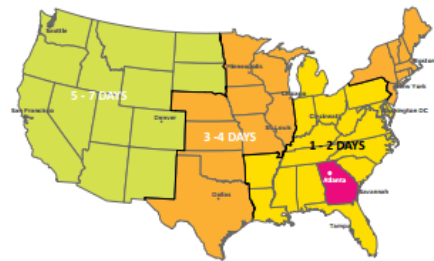 Seattle
Minneapolis
Boston
New York
Chicago
5 - 7 DAYS
San Francisco
Denver
Cincinnati
Washington DC
St. Louis
3 -4 DAYS
1 - 2 DAYS
Atlanta
Dallas
Savannah
Tampa